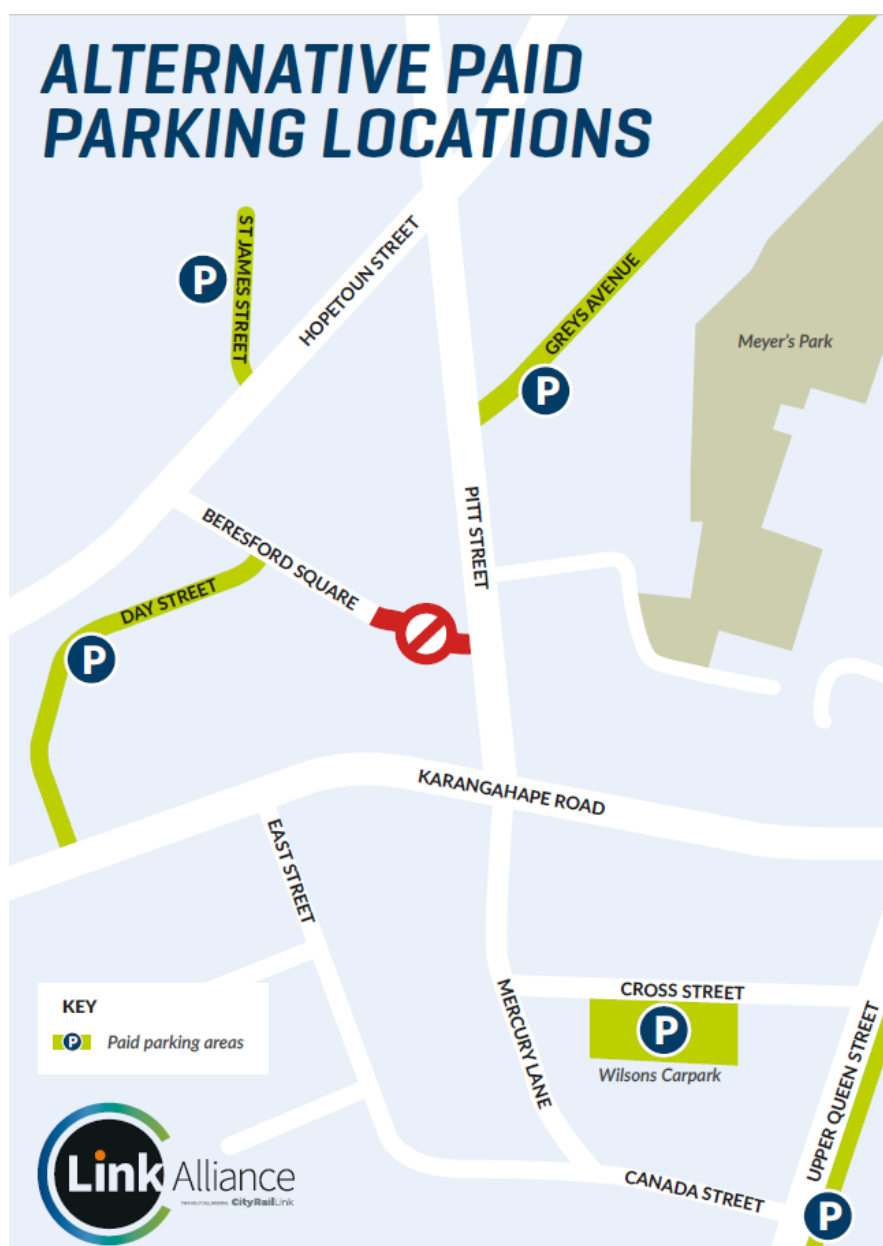 ALTERNATIVE PAID
PARKING LOCATIONS
ST JAMES STREET
P
HOPETOUN STREET
GREYS AVENUE
P
Meyer's Park
PITT STREET
BERESFORD SQUARE
DAY STREET
P
KARANGAHAPE ROAD
EAST STREET
MERCURY LANE
CROSS STREET
P
Wilsons Carpark
UPPER QUEEN STREET
CANADA STREET
P
KEY
P Paid parking areas
Link Alliance
CityRailLink